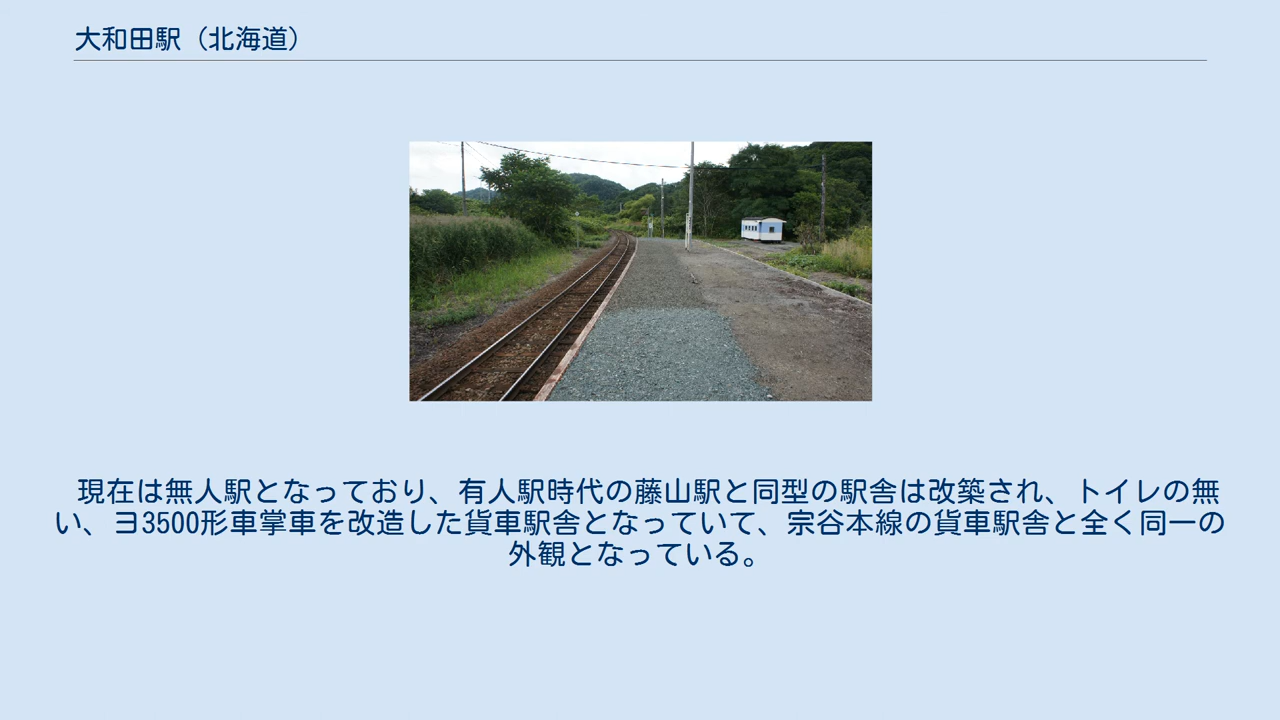 大和田駅（北海道）
現在は無人駅となっており、有人駅時代の藤山駅と同型の駅舎は改築され、トイレの無
い、ヨ3500形車掌車を改造した貨車駅舎となっていて、宗谷本線の貨車駅舎と全く同一の
外観となっている。